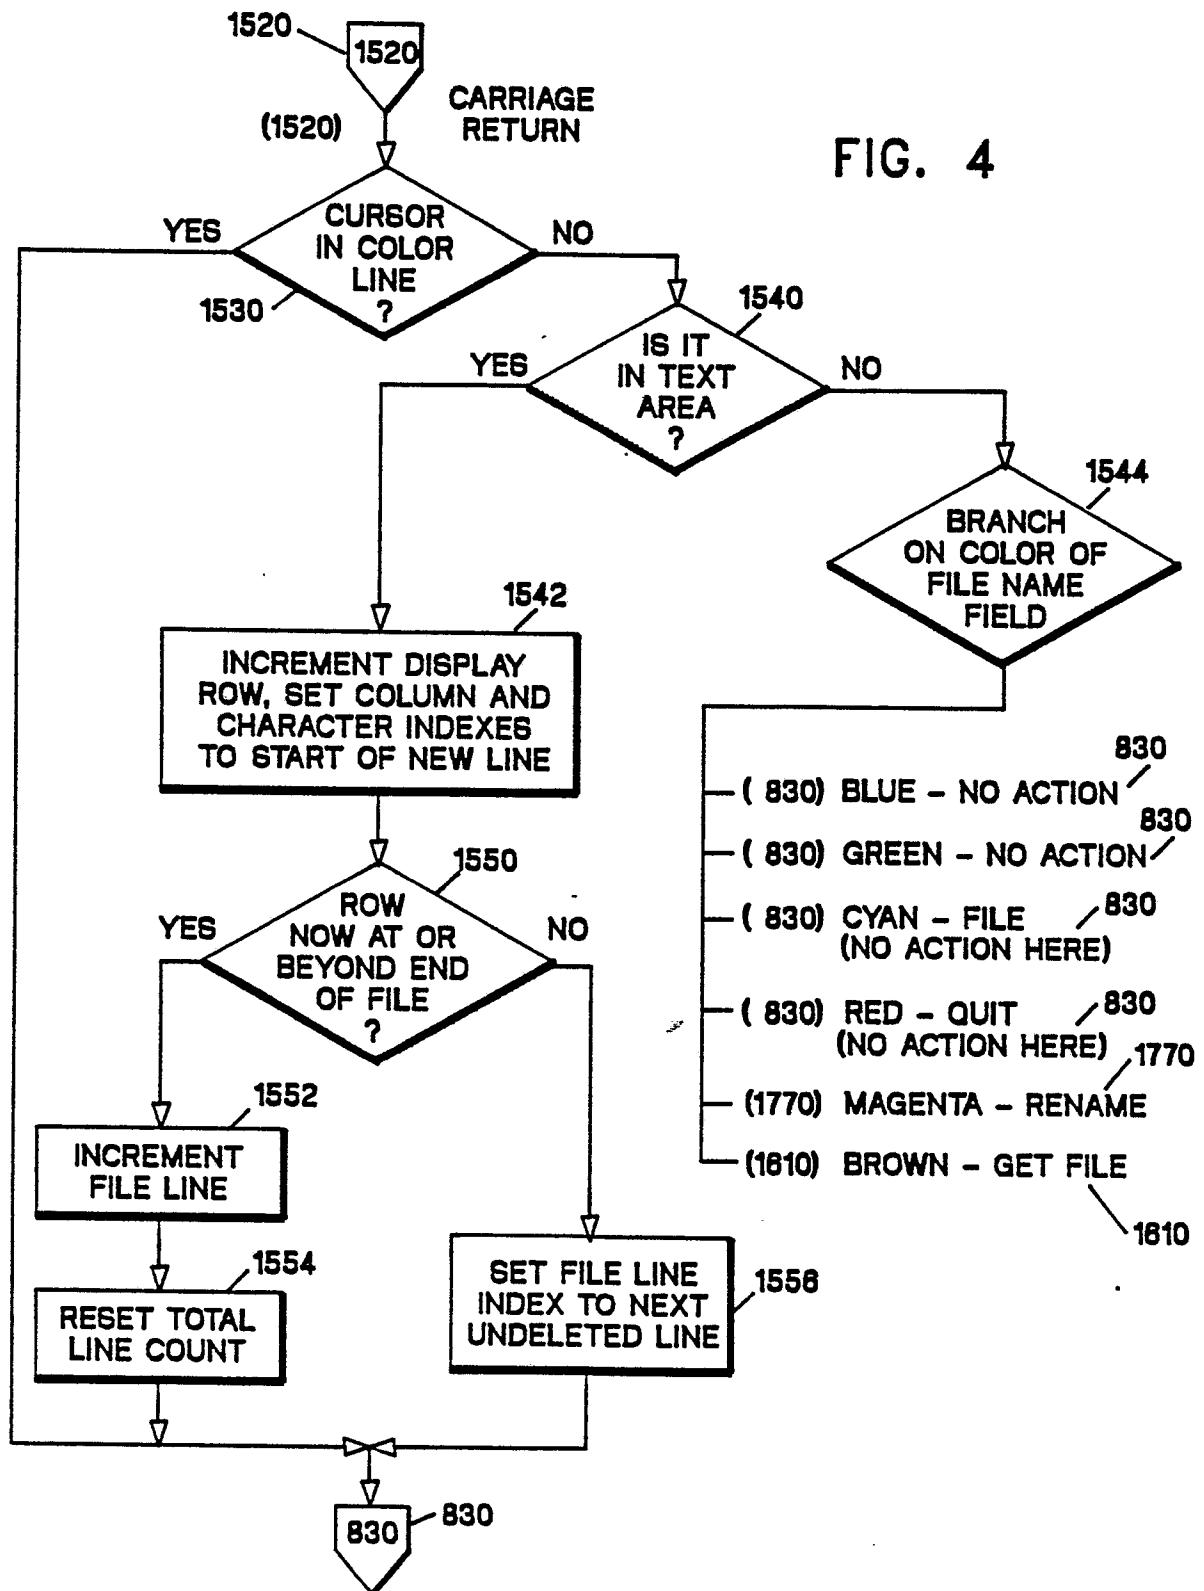 1520
1520
(1520)
CARRIAGE
RETURN
FIG. 4
YES
CURSOR
IN COLOR
LINE
?
NO
1530
1540
YES
IS IT
IN TEXT
AREA
?
NO
1544
BRANCH
ON COLOR OF
FILE NAME
FIELD
1542
INCREMENT DISPLAY
ROW, SET COLUMN AND
CHARACTER INDEXES
TO START OF NEW LINE
830
( 830) BLUE - NO ACTION
830
( 830) GREEN - NO ACTION
830
( 830) CYAN - FILE
(NO ACTION HERE)
830
( 830) RED - QUIT
(NO ACTION HERE)
1770
(1770) MAGENTA - RENAME
(1610) BROWN - GET FILE
1610
1550
YES
ROW
NOW AT OR
BEYOND END
OF FILE
?
NO
1552
INCREMENT
FILE LINE
1554
RESET TOTAL
LINE COUNT
SET FILE LINE
INDEX TO NEXT
UNDELETED LINE
1556
830
830